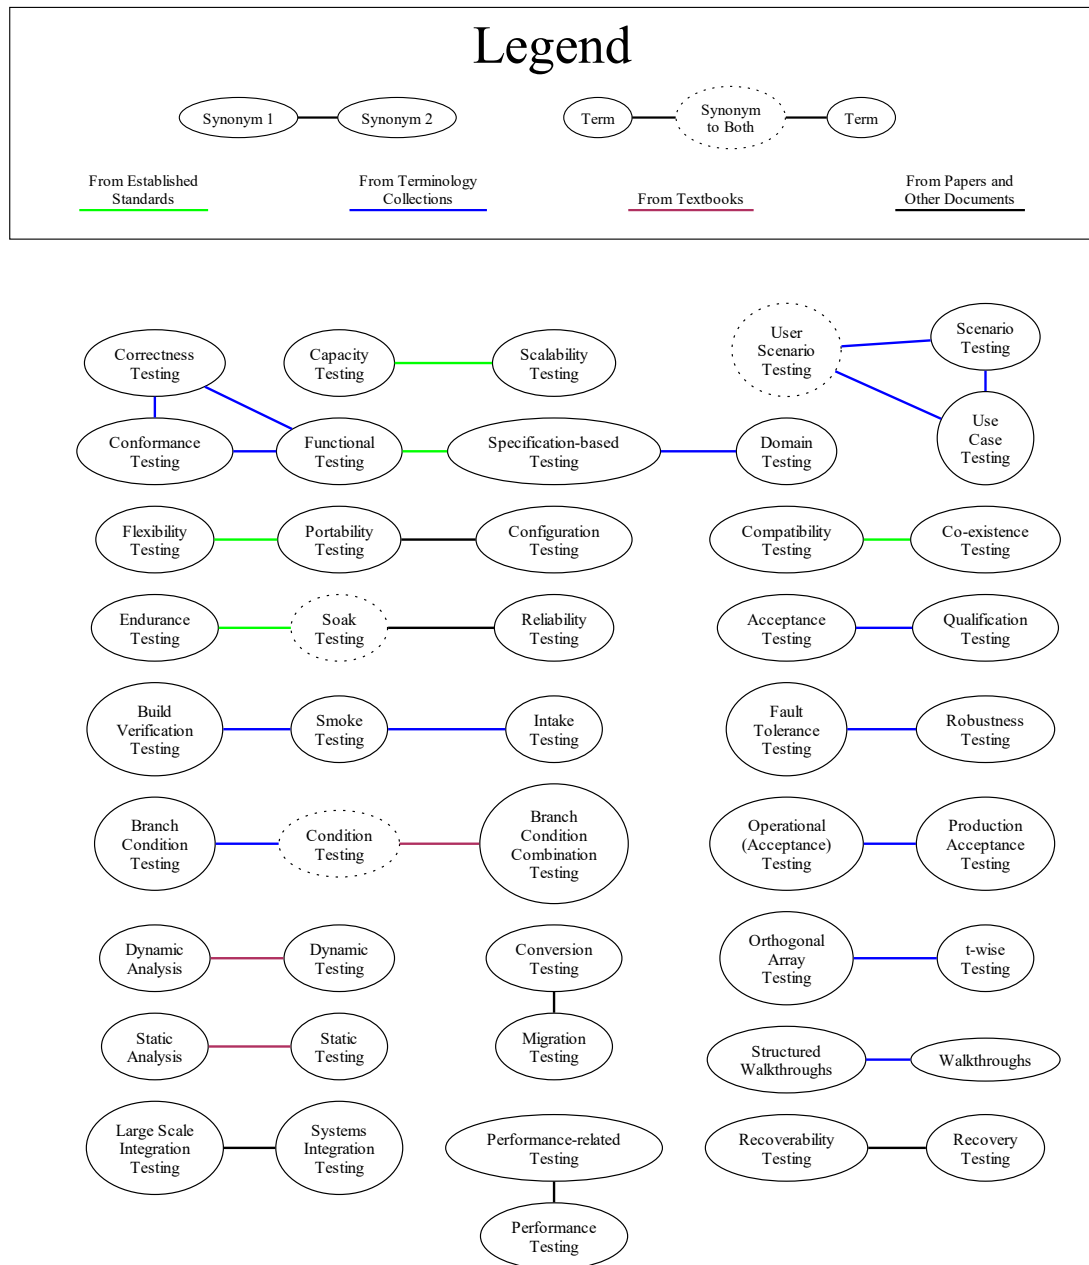 Legend
Synonym 1
Synonym 2
Term
Synonym
to Both
Term
From Established
Standards
From Terminology
Collections
From Textbooks
From Papers and
Other Documents
Correctness
Testing
Capacity
Testing
Scalability
Testing
User
Scenario
Testing
Scenario
Testing
Conformance
Testing
Functional
Testing
Specification-based
Testing
Domain
Testing
Use
Case
Testing
Flexibility
Testing
Portability
Testing
Configuration
Testing
Compatibility
Testing
Co-existence
Testing
Endurance
Testing
Soak
Testing
Reliability
Testing
Acceptance
Testing
Qualification
Testing
Build
Verification
Testing
Smoke
Testing
Intake
Testing
Fault
Tolerance
Testing
Robustness
Testing
Branch
Condition
Testing
Condition
Testing
Branch
Condition
Combination
Testing
Operational
(Acceptance)
Testing
Production
Acceptance
Testing
Dynamic
Analysis
Dynamic
Testing
Conversion
Testing
Orthogonal
Array
Testing
t-wise
Testing
Static
Analysis
Static
Testing
Migration
Testing
Structured
Walkthroughs
Walkthroughs
Large Scale
Integration
Testing
Systems
Integration
Testing
Performance-related
Testing
Recoverability
Testing
Recovery
Testing
Performance
Testing